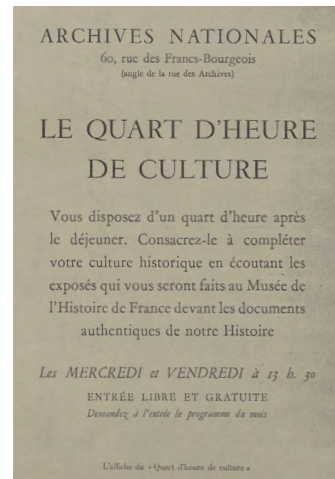 ARCHIVES NATIONALES
60, rue des Francs-Bourgeois
(angle de la rue des Archives)
LE QUART D'HEURE
DE CULTURE
Vous disposez d'un quart d'heure après
le déjeuner. Consacrez-le à compléter
votre culture historique en écoutant les
exposés qui vous seront faits au Musée de
l'Histoire de France devant les documents
authentiques de notre Histoire
Les MERCREDI et VENDREDI à 13 h. 30
ENTRÉE LIBRE ET GRATUITE
Demandez à l'entrée le programme du mois
L'affiche du « Quart d'heure de culture »